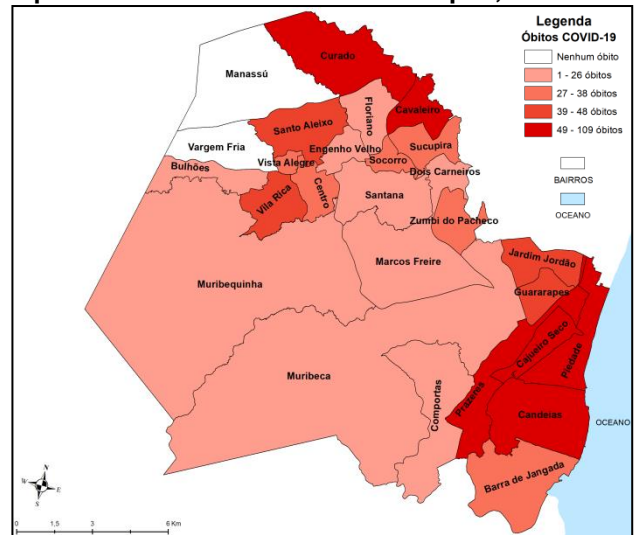 Legenda
Óbitos COVID-19
Nenhum óbito
1 - 26 óbitos
27 - 38 óbitos
39 - 48 óbitos
49 - 109 óbitos
BAIRROS
OCEANO
Curado
Manassú
Floriano
Cavaleiro
Santo Aleixo
Vargem Fria
Engenho Velho
Sucupira
Vista Alegre
Socorro
Bulhões
Dois Carneiros
Vila Rica
Centro
Santana
Zumbi do Pacheco
Jardim Jordão
Marcos Freire
Muribequinha
Guararapes
Cajueiro Seco
Piedade
Muribeca
Comportas
Prazeres
Candeias
OCEANO
Barra de Jangada
N
W
E
S
0 1,5 3 6 Km